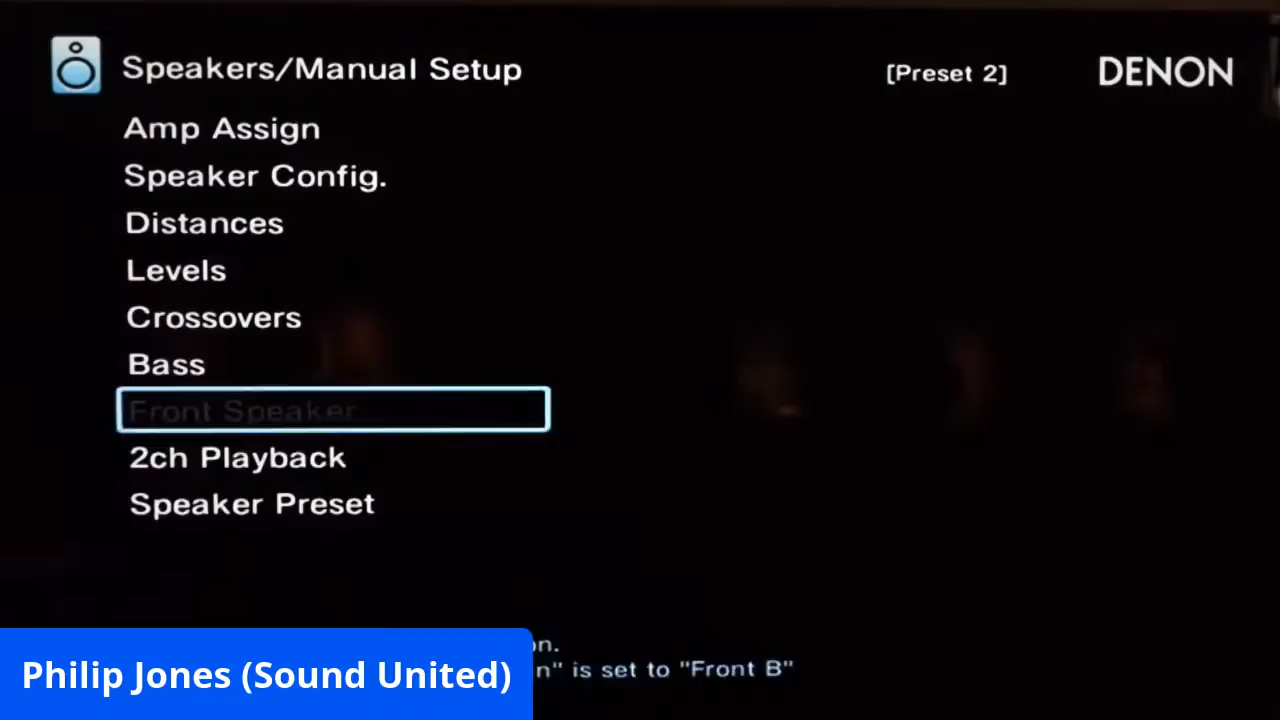 Speakers/Manual Setup
[Preset 2]
DENON
Amp Assign
Speaker Config.
Distances
Levels
Crossovers
Bass
Front Speaker
2ch Playback
Speaker Preset
is set to "Front B"
Philip Jones (Sound United)